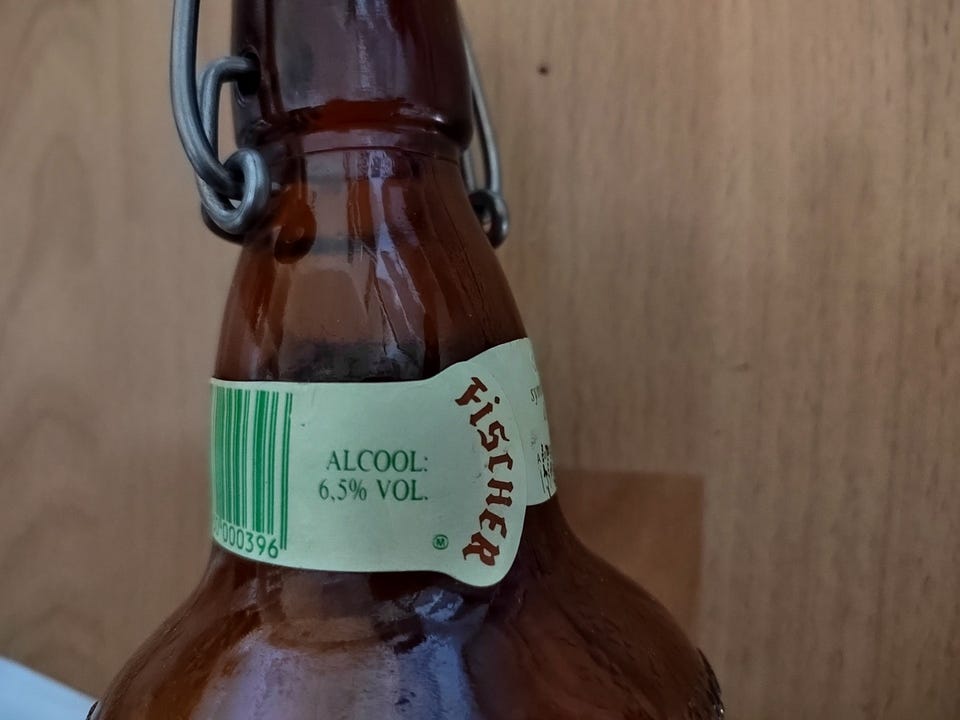 000396
ALCOOL:
6,5% VOL.
M
FISCHER